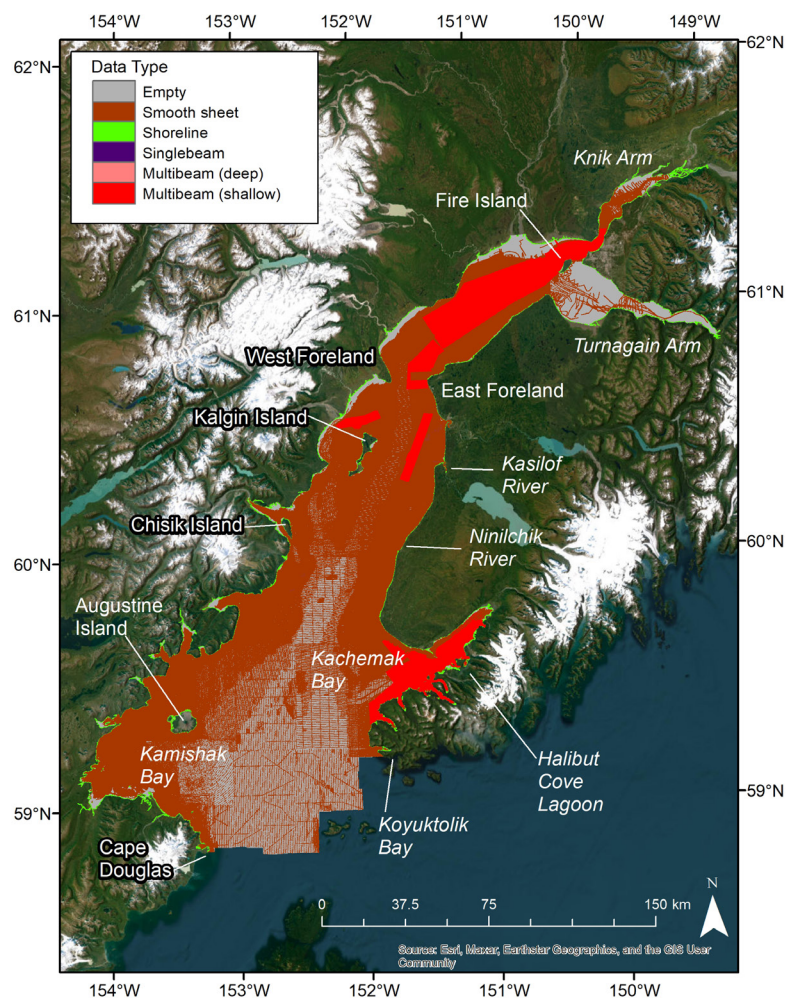 154°W 153°W 152°W 151°W 150°W 149°W
62°N 62°N
Data Type
Empty
Smooth sheet
Shoreline
Singlebeam
Multibeam (deep)
Multibeam (shallow)
Knik Arm
Fire Island
61°N 61°N
West Foreland
Turnagain Arm
East Foreland
Kalgin Island
Kasilof
River
Chisik Island
Ninilchik
River
60°N 60°N
Augustine
Island
Kachemak
Bay
Kamishak
Bay
Halibut
Cove
Lagoon
59°N 59°N
Koyuktolik
Bay
Cape
Douglas
N
0 37.5 75 150 km
Source: Esri, Maxar, Earthstar Geographics, and the GIS User
Community
154°W 153°W 152°W 151°W 150°W